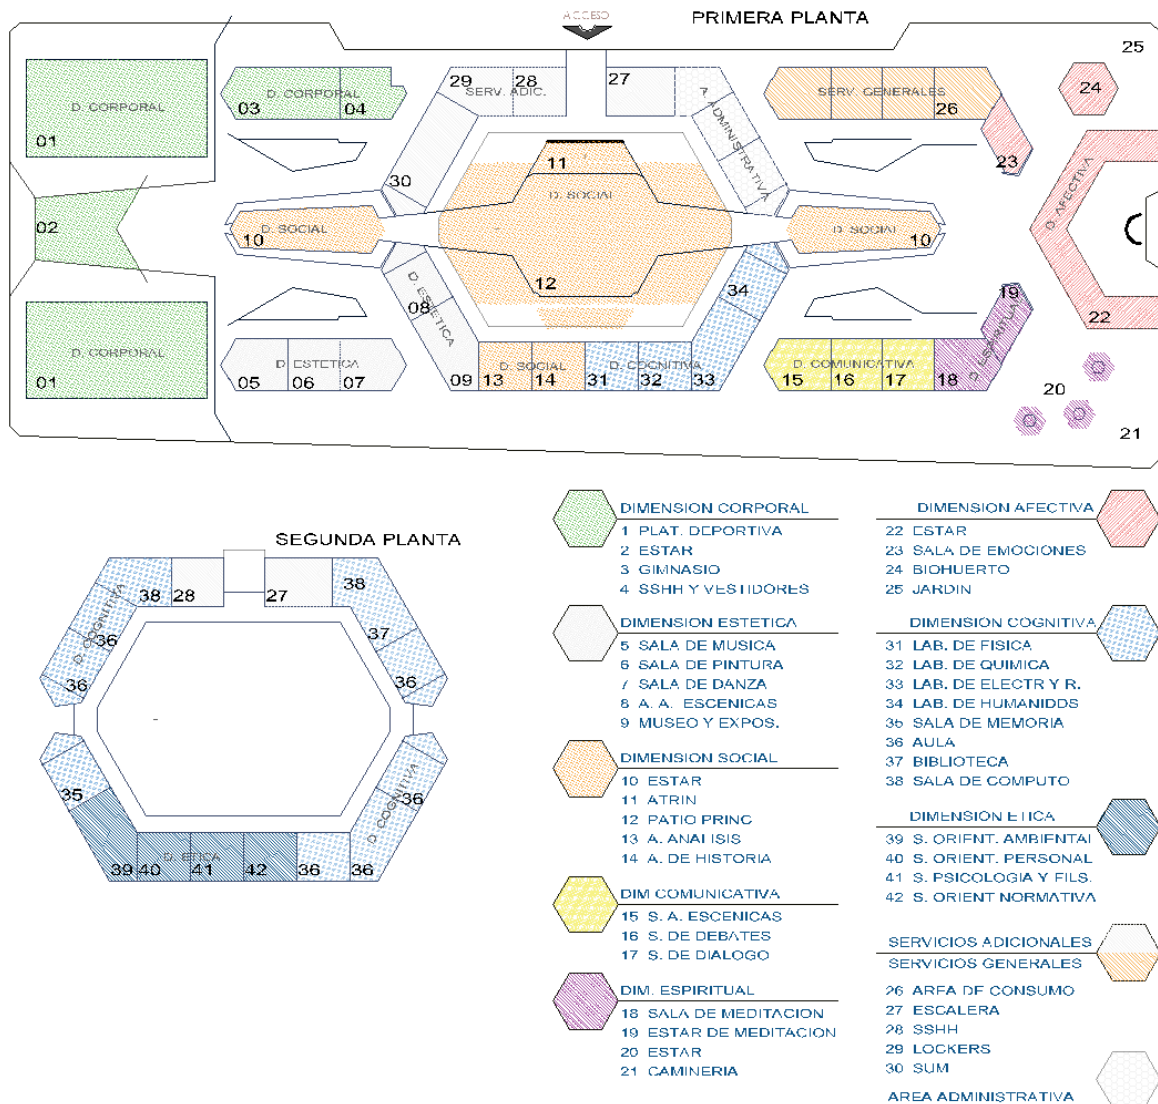 ACCESO
PRIMERA PLANTA
25
29 28 27
24
D. CORPORAL
D. CORPORAL
SERV. ADIC.
SERV. GENERALES
A. ADMINISTRATIVA
03 04
26
01
11
23
30
D. SOCIAL
D. AFECTIVA
02
D. SOCIAL
D. SOCIAL
10
10
12
34
D. ESTETICA
08
19
22
D. CORPORAL
D. ESTETICA
D. SOCIAL
D. COGNITIVA
D. COMUNICATIVA
01
05 06 07
09 13 14 31 32 33
15 16 17 18
20
21
SEGUNDA PLANTA
38 28 27 38
D. COGNITIVA
36
37
36
36
35
36
D. COGNITIVA
D. ETICA
39 40 41 42 36 36
DIMENSION CORPORAL
1 PLAT. DEPORTIVA
2 ESTAR
3 GIMNASIO
4 SSHH Y VESTIDORES
DIMENSION ESTETICA
5 SALA DE MUSICA
6 SALA DE PINTURA
7 SALA DE DANZA
8 A. A. ESCENICAS
9 MUSEO Y EXPOS.
DIMENSION SOCIAL
10 ESTAR
11 ATRIN
12 PATIO PRINC
13 A. ANALISIS
14 A. DE HISTORIA
DIM COMUNICATIVA
15 S. A. ESCENICAS
16 S. DE DEBATES
17 S. DE DIALOGO
DIM. ESPIRITUAL
18 SALA DE MEDITACION
19 ESTAR DE MEDITACION
20 ESTAR
21 CAMINERIA
DIMENSION AFECTIVA
22 ESTAR
23 SALA DE EMOCIONES
24 BIOHUERTO
25 JARDIN
DIMENSION COGNITIVA
31 LAB. DE FISICA
32 LAB. DE QUIMICA
33 LAB. DE ELECTR Y R.
34 LAB. DE HUMANIDDS
35 SALA DE MEMORIA
36 AULA
37 BIBLIOTECA
38 SALA DE COMPUTO
DIMENSION ETICA
39 S. ORIENT. AMBIENTAL
40 S. ORIENT. PERSONAL
41 S. PSICOLOGIA Y FILS.
42 S. ORIENT NORMATIVA
SERVICIOS ADICIONALES
SERVICIOS GENERALES
26 AREA DE CONSUMO
27 ESCALERA
28 SSHH
29 LOCKERS
30 SUM
AREA ADMINISTRATIVA